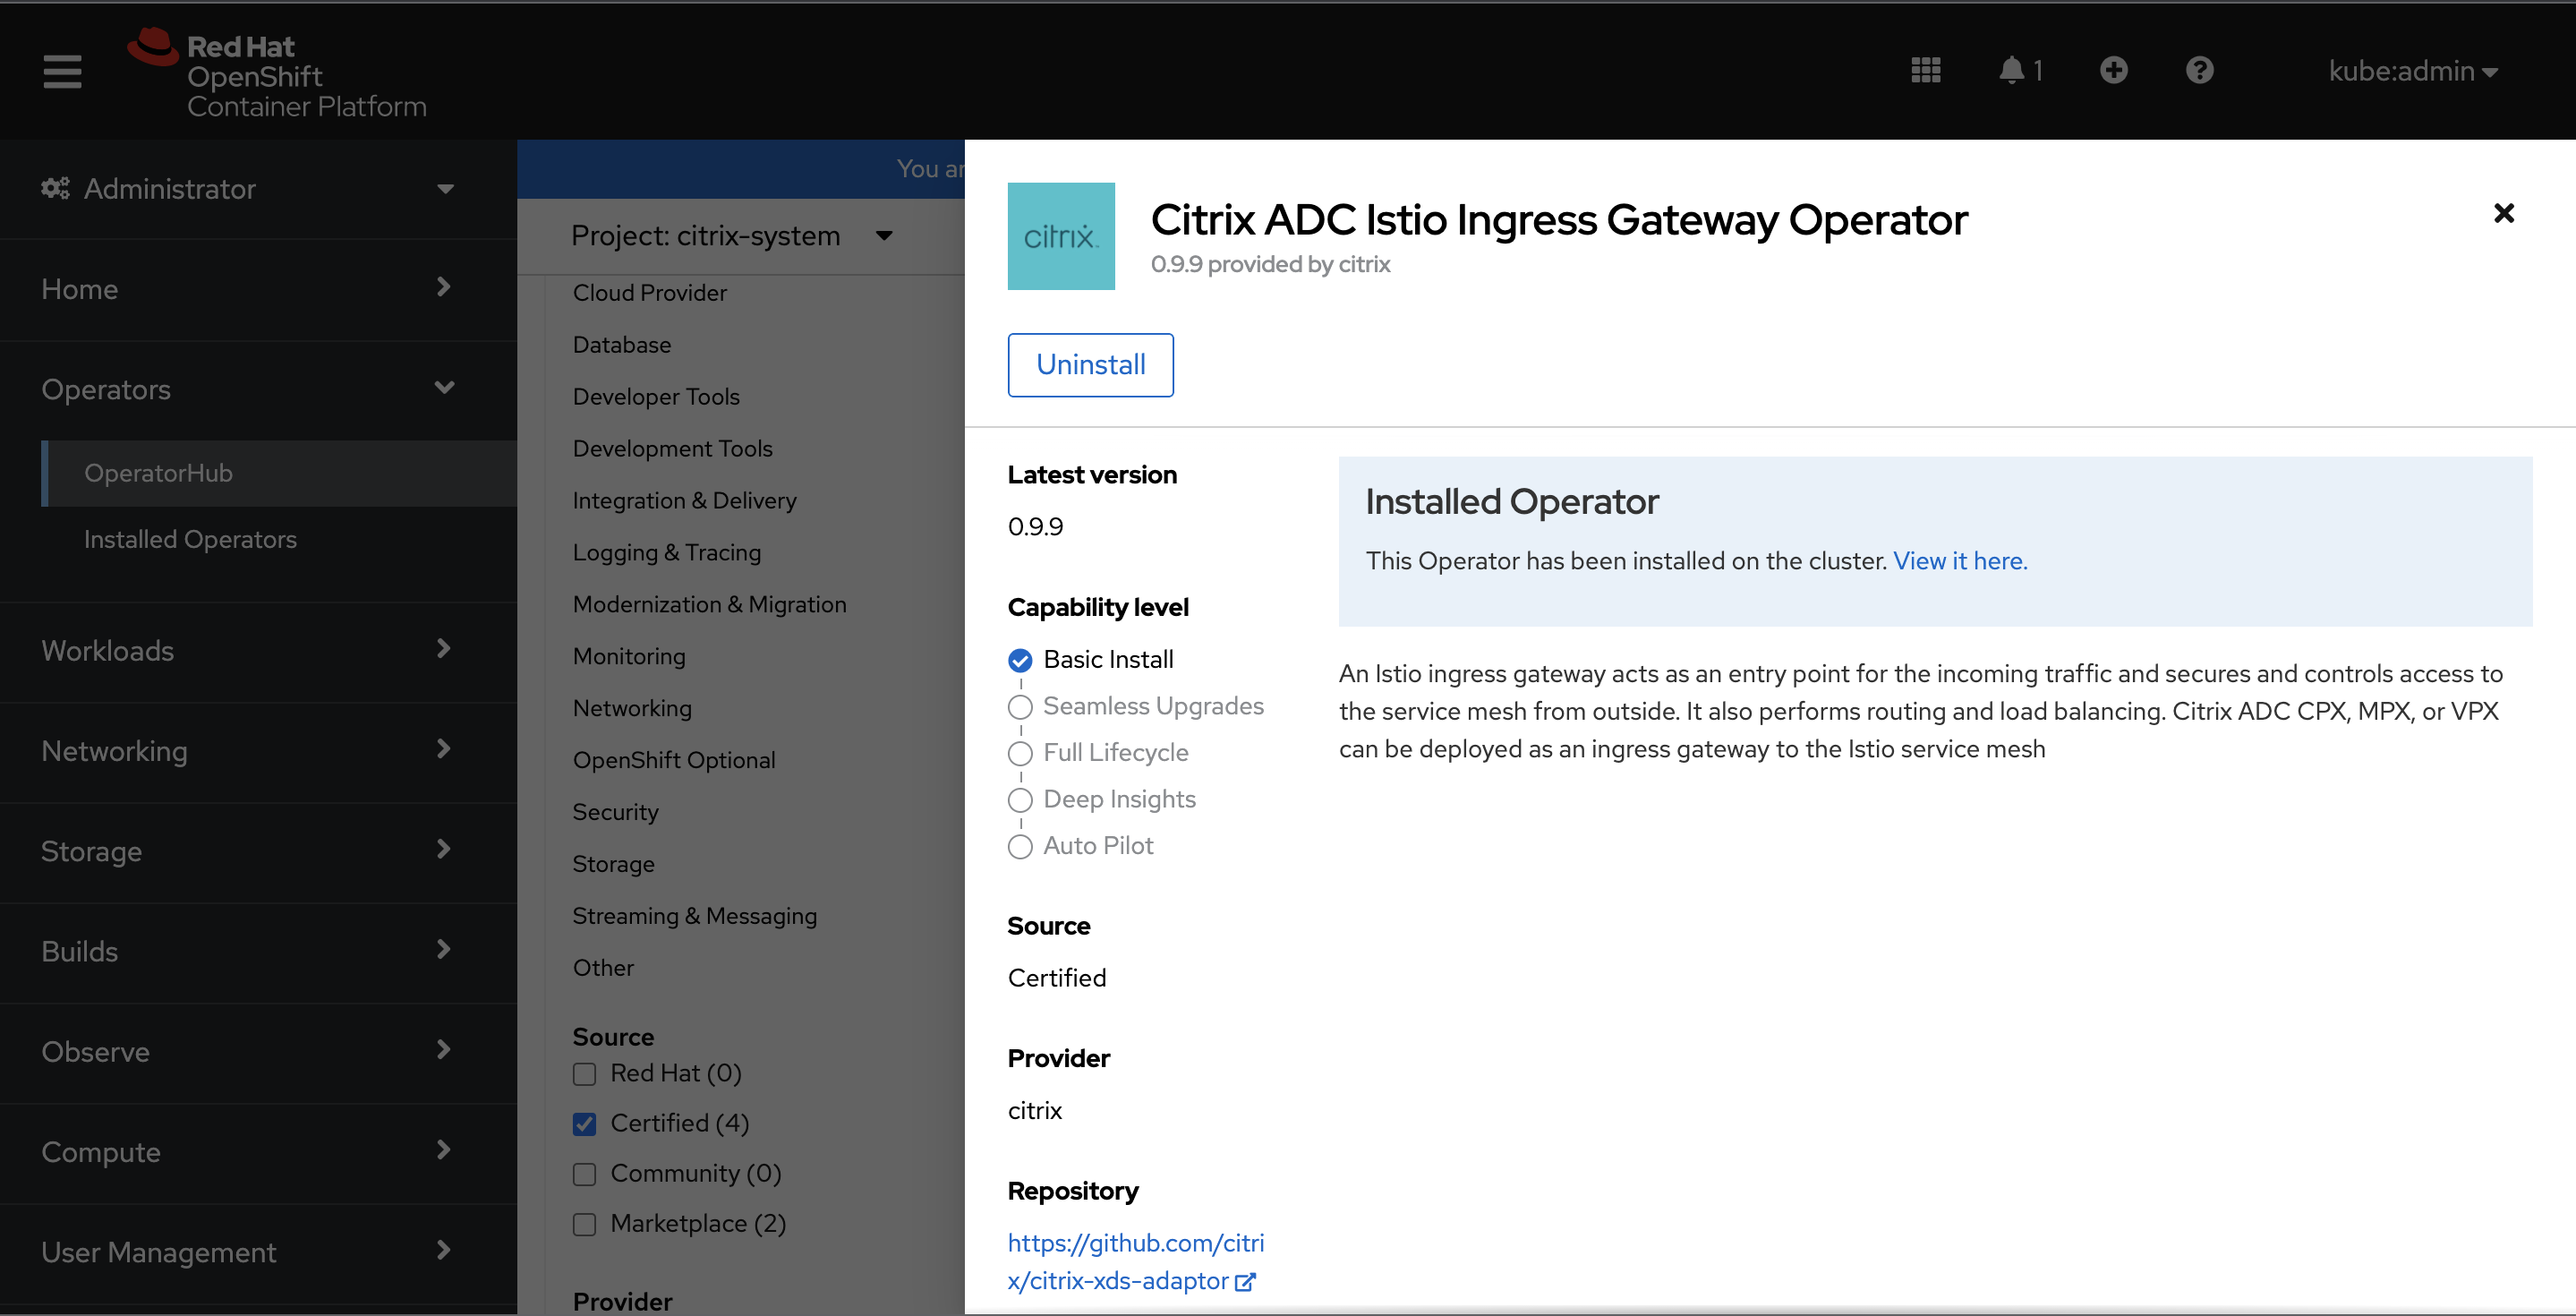 Red Hat
OpenShift
Container Platform
1
kube:admin
Administrator
Home
Operators
OperatorHub
Installed Operators
Workloads
Networking
Storage
Builds
Observe
Compute
User Management
You ar
Project: citrix-system
Cloud Provider
Database
Developer Tools
Development Tools
Integration & Delivery
Logging & Tracing
Modernization & Migration
Monitoring
Networking
OpenShift Optional
Security
Storage
Streaming & Messaging
Other
Source
Red Hat (0)
Certified (4)
Community (0)
Marketplace (2)
Provider
citrix
Citrix ADC Istio Ingress Gateway Operator
0.9.9 provided by citrix
Uninstall
Latest version
0.9.9
Capability level
Basic Install
Seamless Upgrades
Full Lifecycle
Deep Insights
Auto Pilot
Source
Certified
Provider
citrix
Repository
https://github.com/citri
x/citrix-xds-adaptor
Installed Operator
This Operator has been installed on the cluster. View it here.
An Istio ingress gateway acts as an entry point for the incoming traffic and secures and controls access to
the service mesh from outside. It also performs routing and load balancing. Citrix ADC CPX, MPX, or VPX
can be deployed as an ingress gateway to the Istio service mesh